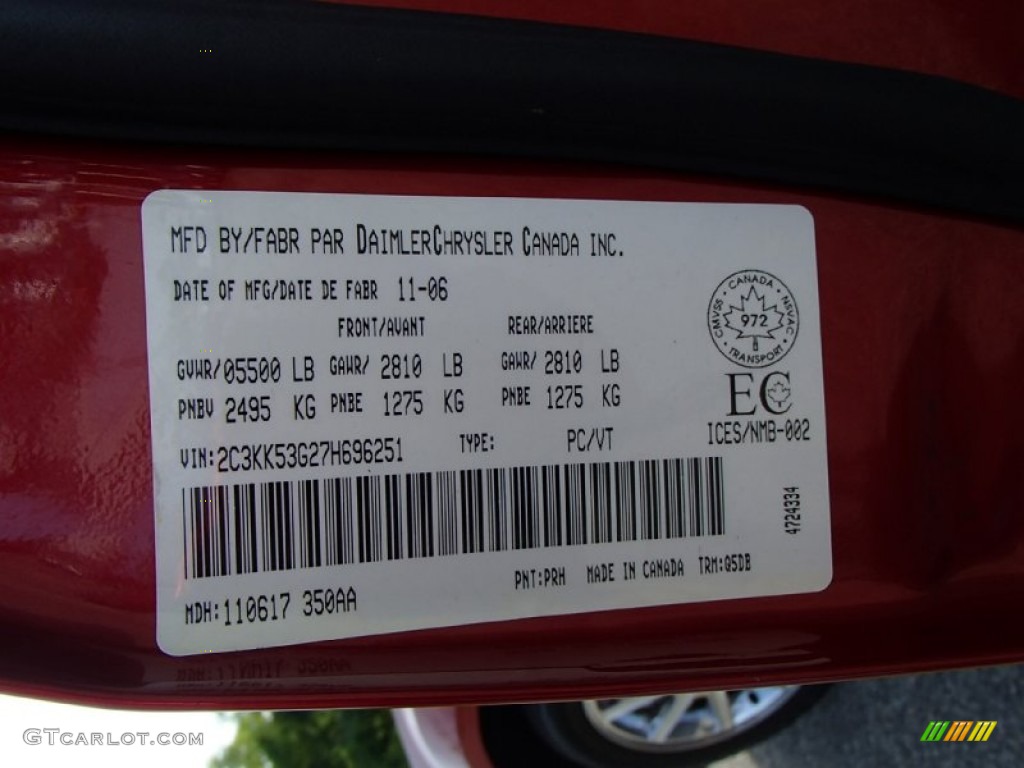 MFD BY/FABR PAR DAIMLERCHRYSLER CANADA INC.
DATE OF MFG/DATE DE FABR 11-06
FRONT/AVANT REAR/ARRIERE
GVWR/05500 LB GAWR/ 2810 LB GAWR/ 2810 LB
PNBV 2495 KG PNBE 1275 KG PNBE 1275 KG
VIN:2C3KK53G27H696251 TYPE: PC/VT
CANADA
CMVSS 972 NSVAC
TRANSPORT
EC
ICES/NMB-002
4724334
PNT:PRH MADE IN CANADA TRM:Q5DB
MDH:110617 350AA
GTCARLOT.COM